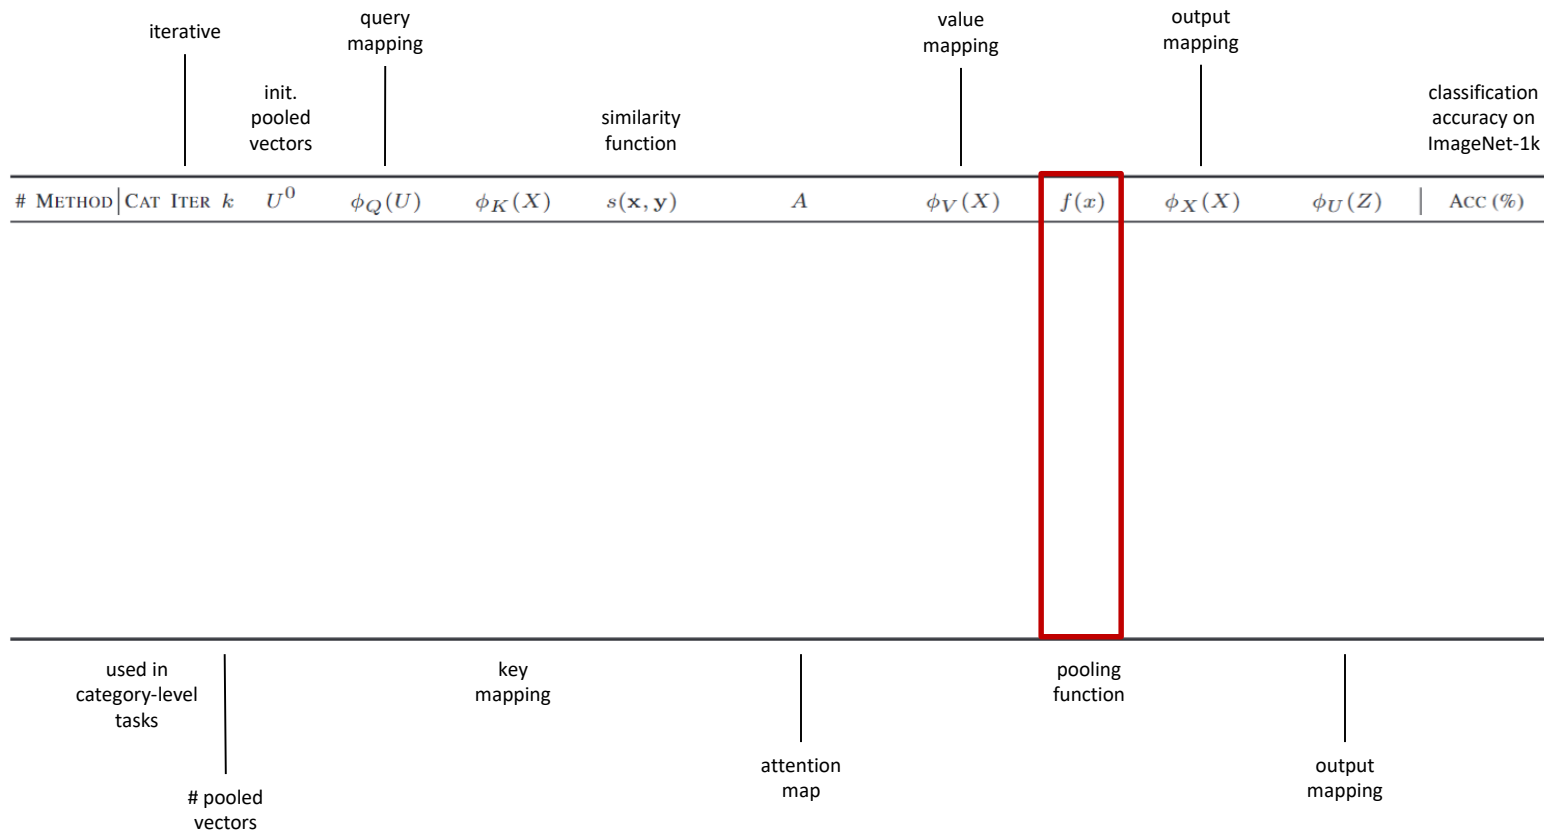 iterative
query
mapping
value
mapping
output
mapping
init.
pooled
vectors
similarity
function
classification
accuracy on
ImageNet-1k
# METHOD CAT ITER k U⁰ ϕ_Q(U) ϕ_K(X) s(x, y) A ϕ_V(X) f(x) ϕ_X(X) ϕ_U(Z) ACC (%)
used in
category-level
tasks
key
mapping
pooling
function
# pooled
vectors
attention
map
output
mapping